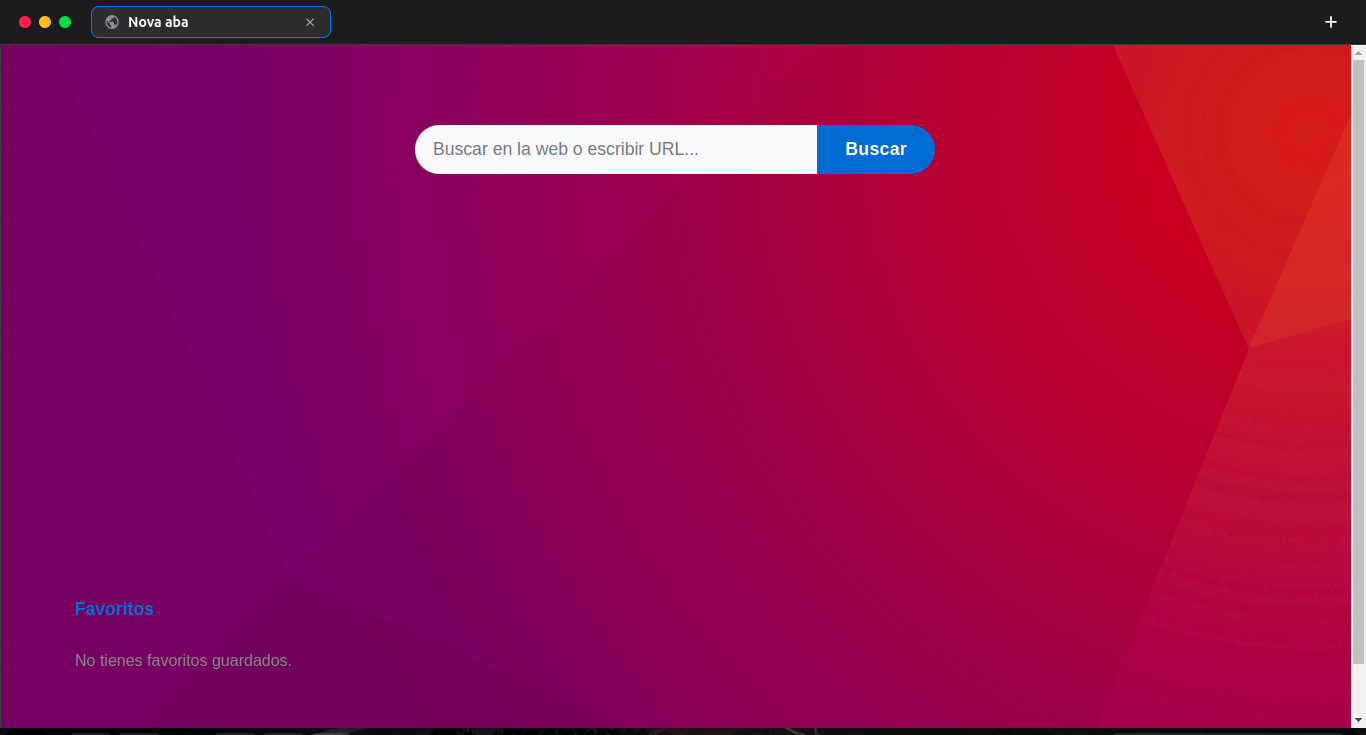 Nova aba
Buscar en la web o escribir URL...
Buscar
Favoritos
No tienes favoritos guardados.